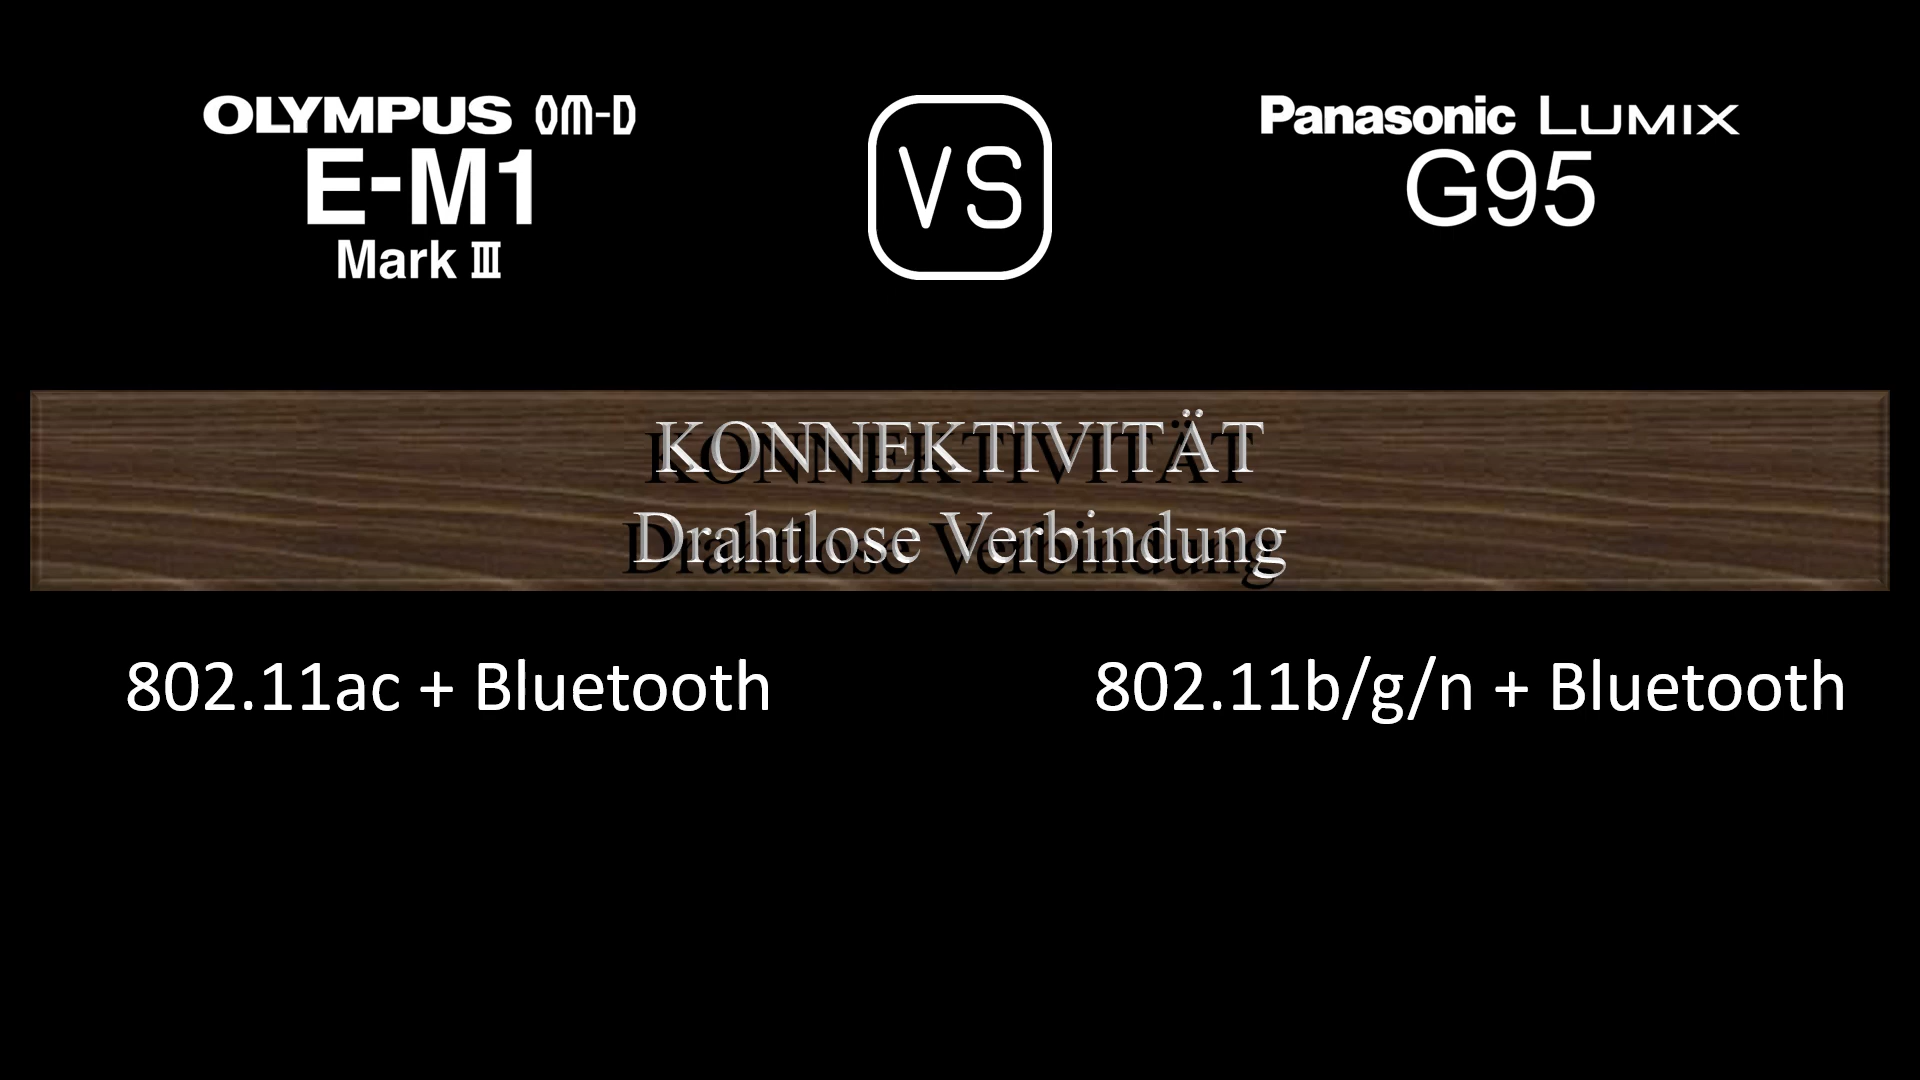 OLYMPUS OM-D
E-M1
Mark III
VS
Panasonic LUMIX
G95
KONNEKTIVITÄT
Drahtlose Verbindung
802.11ac + Bluetooth
802.11b/g/n + Bluetooth